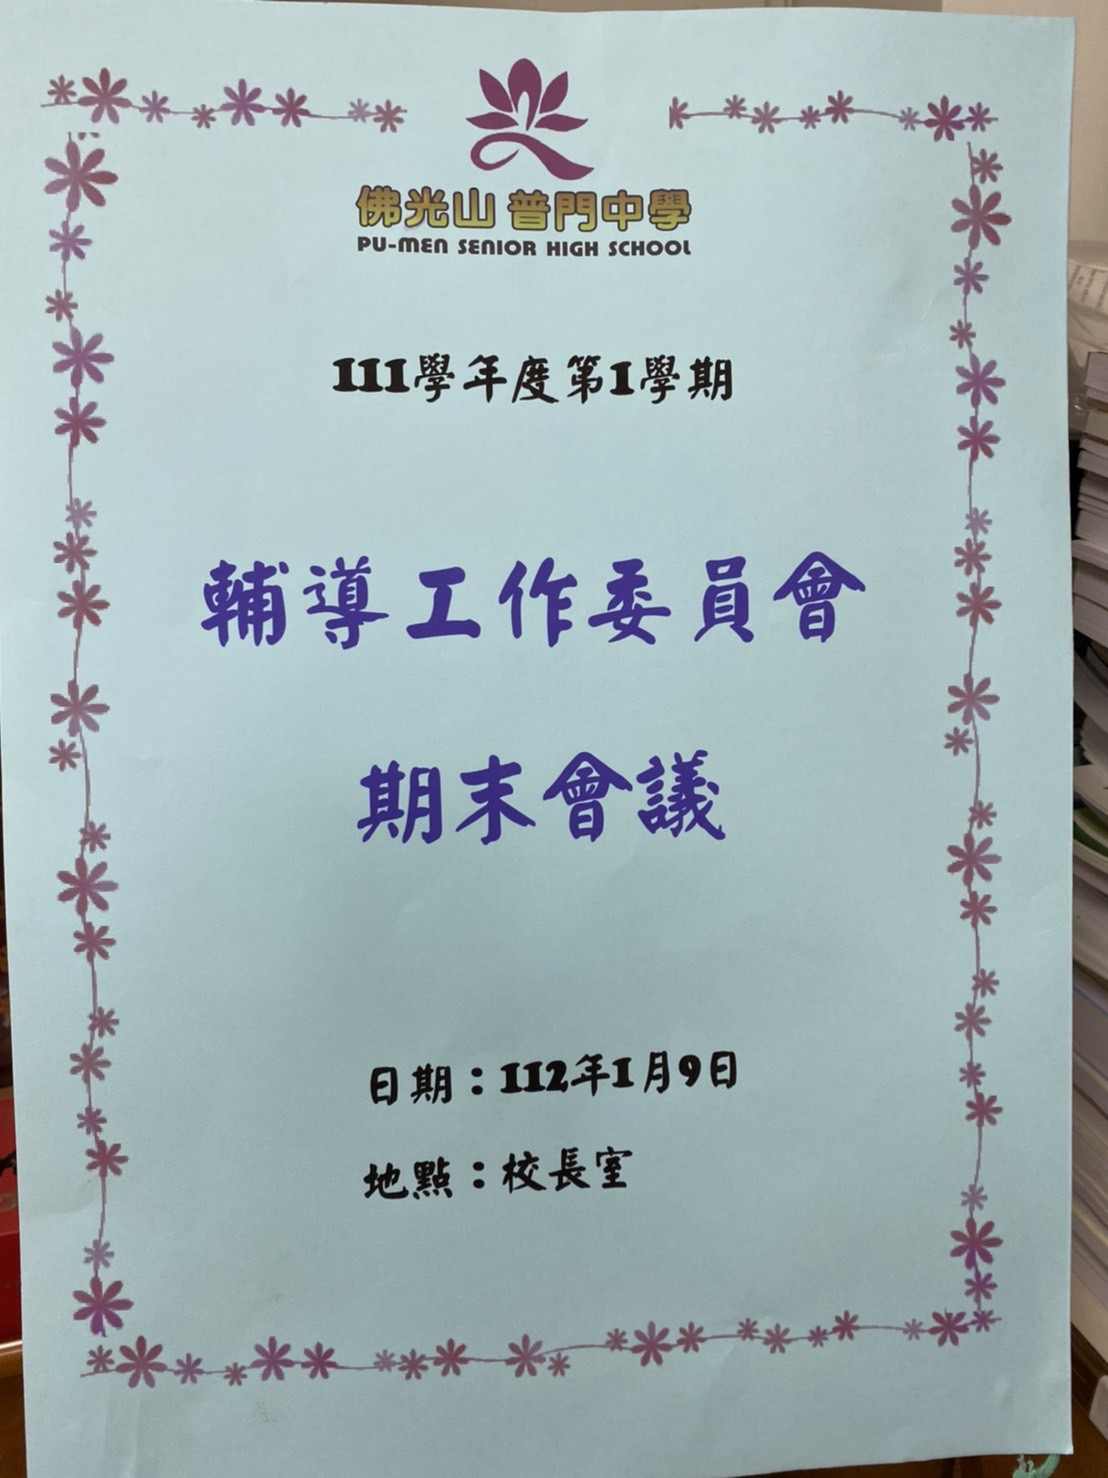 佛光山 普門中學
PU-MEN SENIOR HIGH SCHOOL
111學年度第1學期
輔導工作委員會
期末會議
日期：112年1月9日
地點：校長室